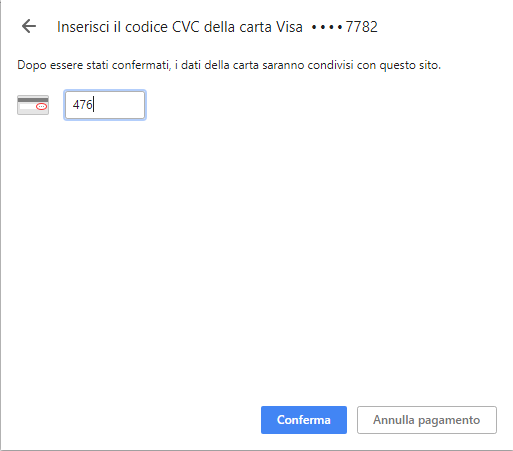 Inserisci il codice CVC della carta Visa ••••7782
Dopo essere stati confermati, i dati della carta saranno condivisi con questo sito.
476
Conferma
Annulla pagamento